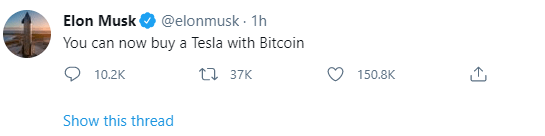 Elon Musk @elonmusk · 1h
You can now buy a Tesla with Bitcoin
10.2K 37K 150.8K
Show this thread